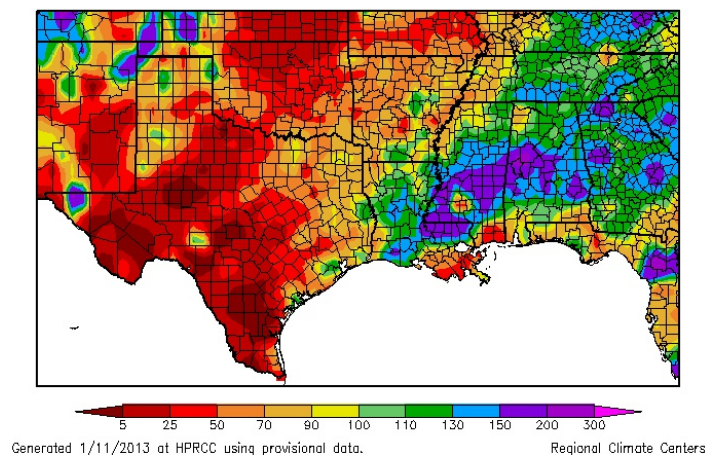 5 25 50 70 90 100 110 130 150 200 300
Generated 1/11/2013 at HPRCC using provisional data. Regional Climate Centers